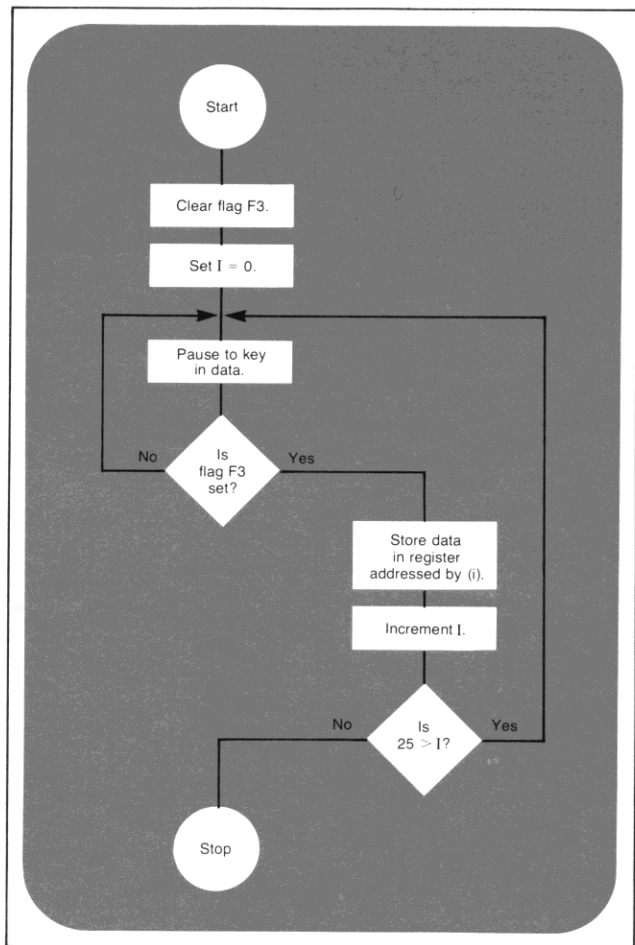 Start
Clear flag F3.
Set I = 0.
Pause to key
in data.
No
Is
flag F3
set?
Yes
Store data
in register
addressed by (i).
Increment I.
No
Is
25 > I?
Yes
Stop